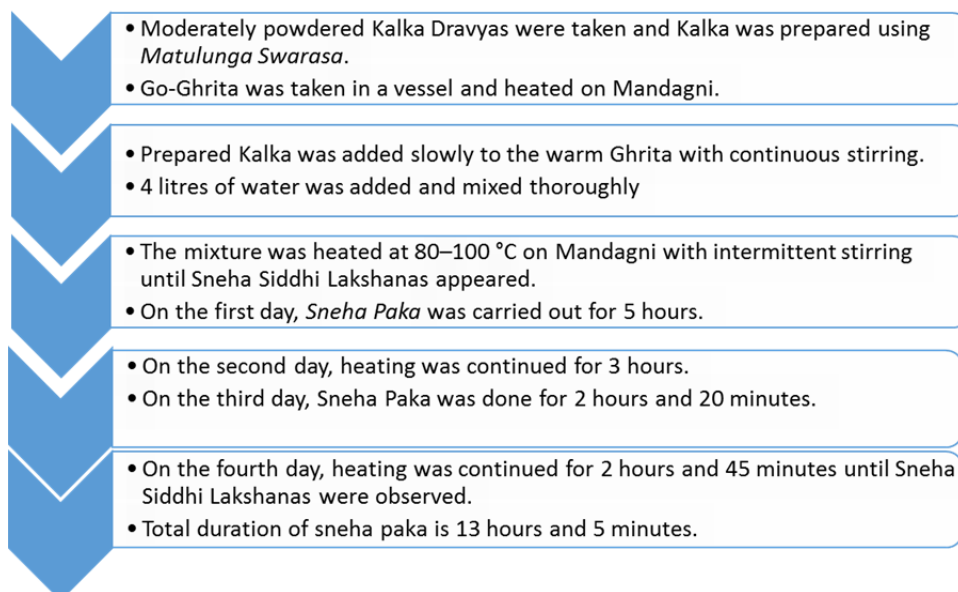 • Moderately powdered Kalka Dravyas were taken and Kalka was prepared using
Matulunga Swarasa.
• Go-Ghrita was taken in a vessel and heated on Mandagni.
• Prepared Kalka was added slowly to the warm Ghrita with continuous stirring.
• 4 litres of water was added and mixed thoroughly
• The mixture was heated at 80–100 °C on Mandagni with intermittent stirring
until Sneha Siddhi Lakshanas appeared.
• On the first day, Sneha Paka was carried out for 5 hours.
• On the second day, heating was continued for 3 hours.
• On the third day, Sneha Paka was done for 2 hours and 20 minutes.
• On the fourth day, heating was continued for 2 hours and 45 minutes until Sneha
Siddhi Lakshanas were observed.
• Total duration of sneha paka is 13 hours and 5 minutes.